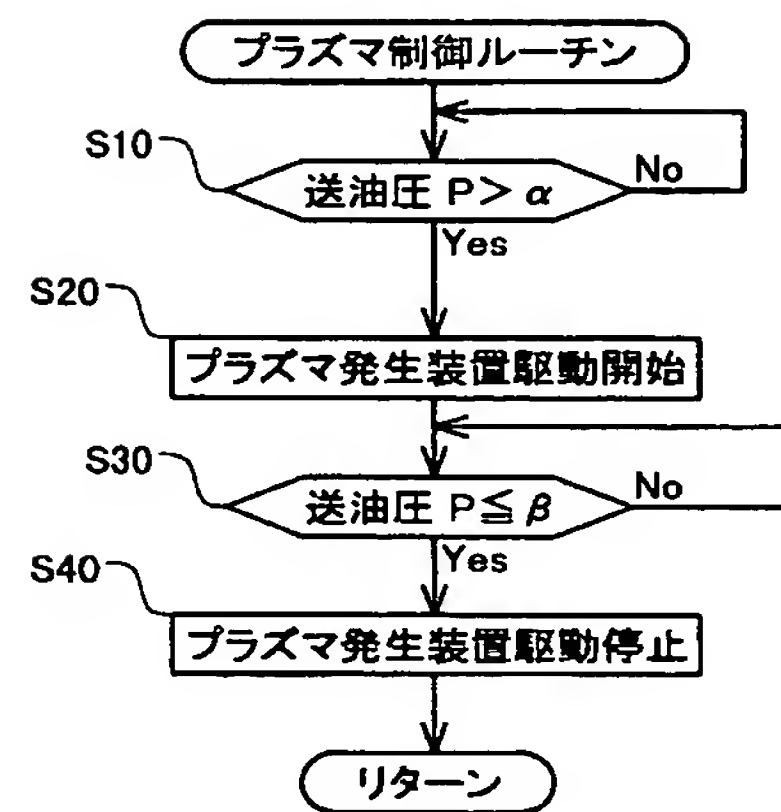 プラズマ制御ルーチン
S10
送油圧 P> α
No
Yes
S20
プラズマ発生装置駆動開始
S30
送油圧 P≦ β
No
Yes
S40
プラズマ発生装置駆動停止
リターン